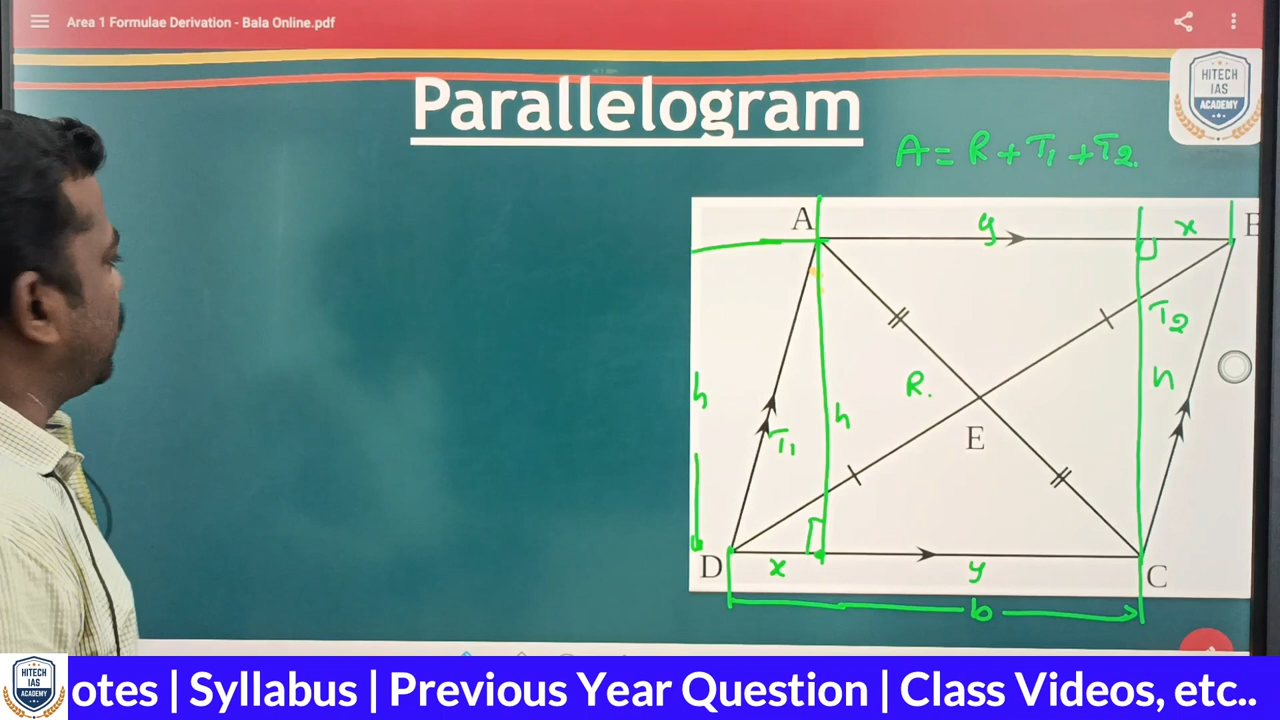 Area 1 Formulae Derivation - Bala Online.pdf
HITECH
IAS
ACADEMY
Parallelogram
A = R + T1 + T2
A
y
x
B
T2
R.
h
h
h
T1
E
D
x
y
C
b
HITECH
IAS
ACADEMY
otes | Syllabus | Previous Year Question | Class Videos, etc..